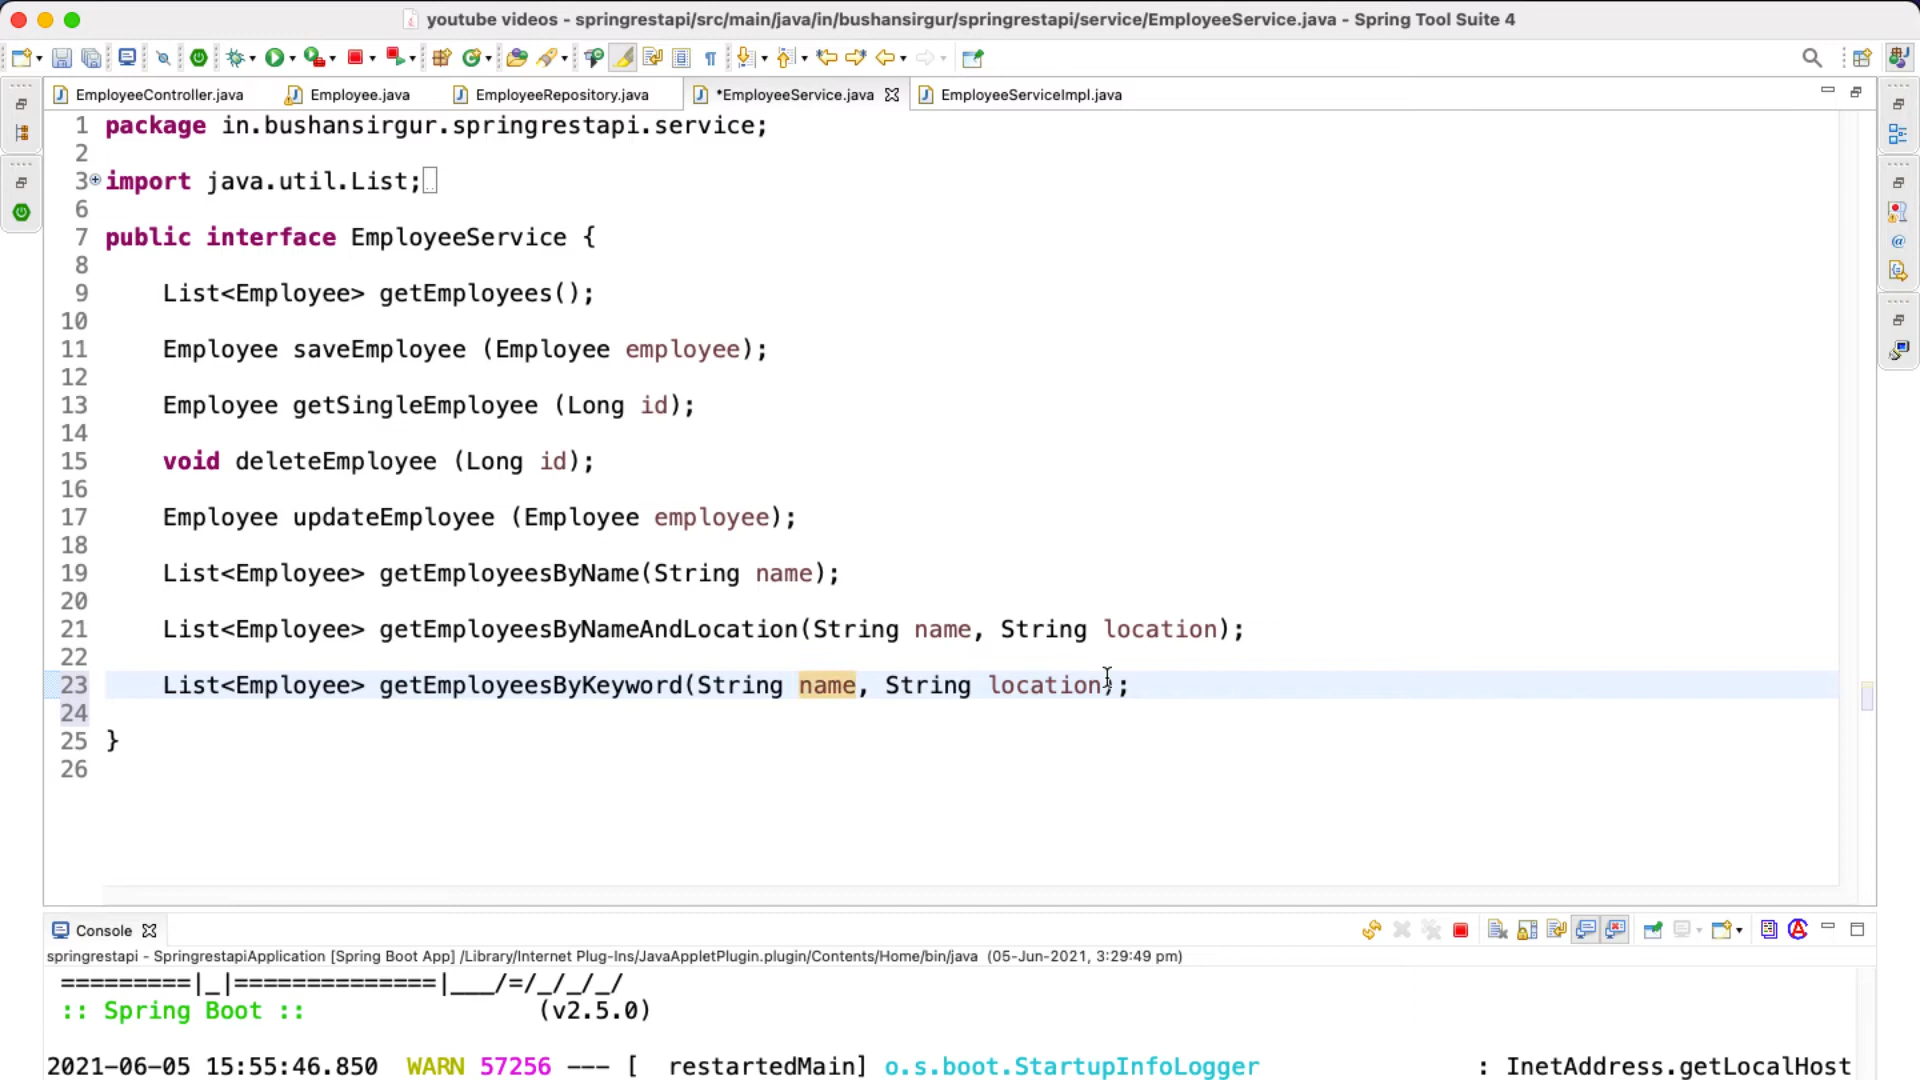 youtube videos - springrestapi/src/main/java/in/bushansirgur/springrestapi/service/EmployeeService.java - Spring Tool Suite 4
EmployeeController.java Employee.java EmployeeRepository.java *EmployeeService.java EmployeeServiceImpl.java
1 package in.bushansirgur.springrestapi.service;
2
3 import java.util.List;
6
7 public interface EmployeeService {
8
9 List<Employee> getEmployees();
10
11 Employee saveEmployee (Employee employee);
12
13 Employee getSingleEmployee (Long id);
14
15 void deleteEmployee (Long id);
16
17 Employee updateEmployee (Employee employee);
18
19 List<Employee> getEmployeesByName(String name);
20
21 List<Employee> getEmployeesByNameAndLocation(String name, String location);
22
23 List<Employee> getEmployeesByKeyword(String name, String location);
24
25 }
26
Console
springrestapi - SpringrestapiApplication [Spring Boot App] /Library/Internet Plug-Ins/JavaAppletPlugin.plugin/Contents/Home/bin/java (05-Jun-2021, 3:29:49 pm)
=========|_|==============|___/=/_/_/_/
:: Spring Boot :: (v2.5.0)
2021-06-05 15:55:46.850 WARN 57256 --- [ restartedMain] o.s.boot.StartupInfoLogger : InetAddress.getLocalHost